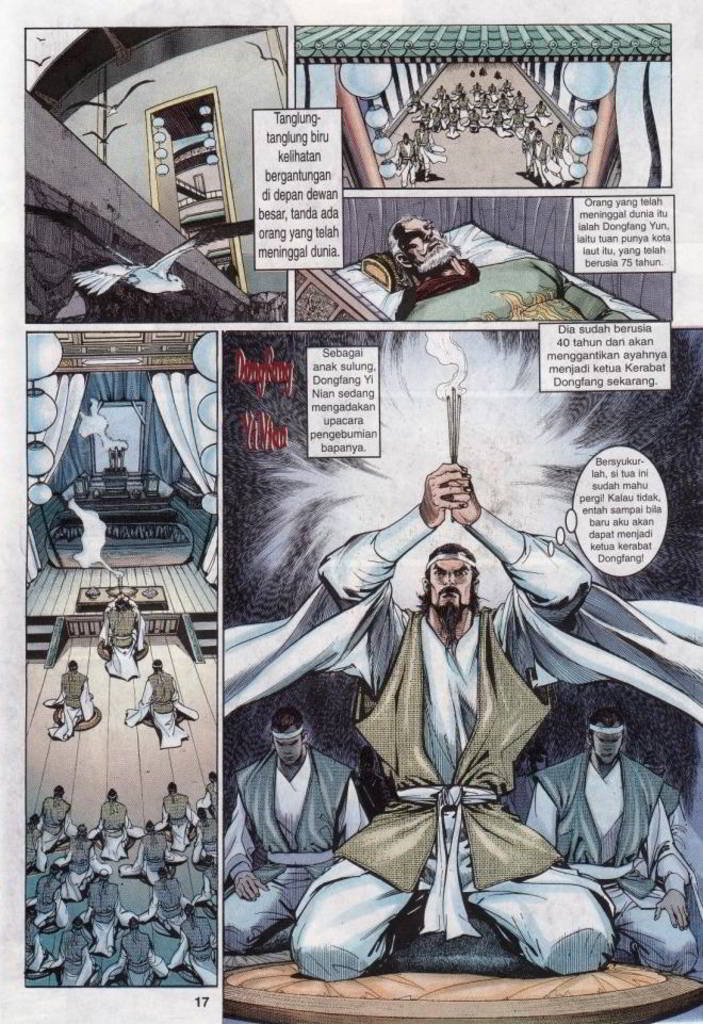 Tanglung-
tanglung biru
kelihatan
bergantungan
di depan dewan
besar, tanda ada
orang yang telah
meninggal dunia.
Orang yang telah
meninggal dunia itu
ialah Dongfang Yun,
iaitu tuan punya kota
laut itu, yang telah
berusia 75 tahun.
Dia sudah berusia
40 tahun dan akan
menggantikan ayahnya
menjadi ketua Kerabat
Dongfang sekarang.
Dongfang
Yi Nian
Sebagai
anak sulung,
Dongfang Yi
Nian sedang
mengadakan
upacara
pengebumian
bapanya.
Bersyukur-
lah, si tua ini
sudah mahu
pergi! Kalau tidak,
entah sampai bila
baru aku akan
dapat menjadi
ketua kerabat
Dongfang!
17